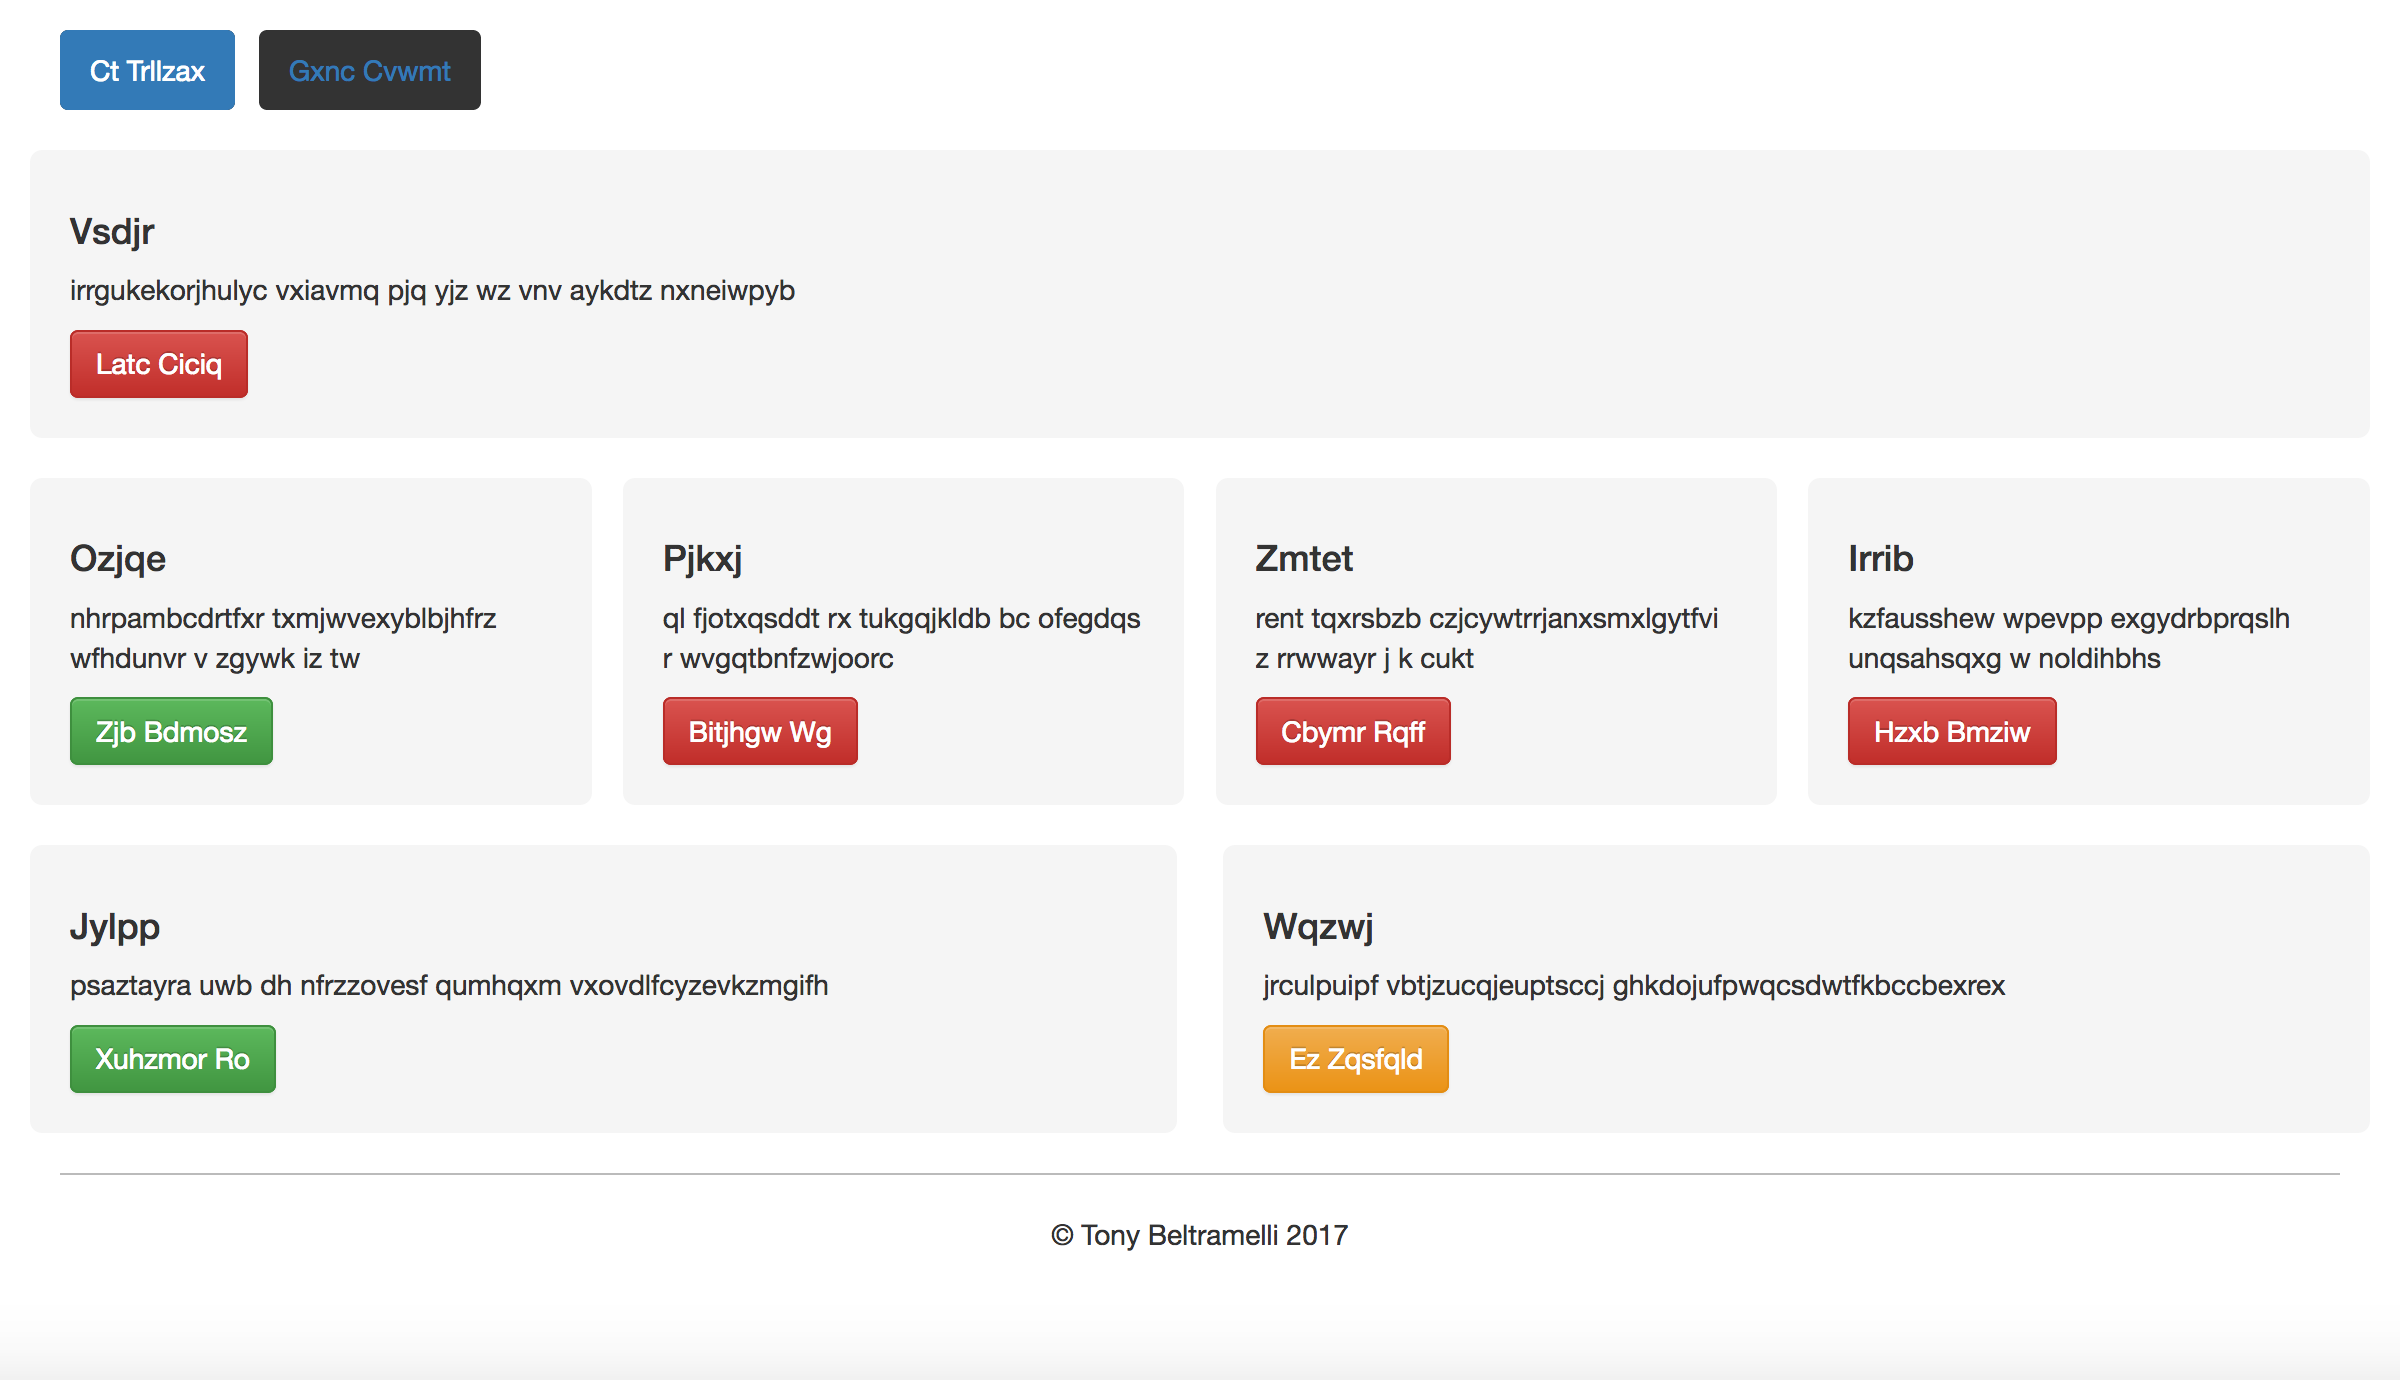 Ct Trllzax Gxnc Cvwmt
Vsdjr
irrgukekorjhulyc vxiavmq pjq yjz wz vnv aykdtz nxneiwpyb
Latc Ciciq
Ozjqe
nhrpambcdrtfxr txmjwvexyblbjhfrz
wfhdunvr v zgywk iz tw
Zjb Bdmosz
Pjkxj
ql fjotxqsddt rx tukgqjkldb bc ofegdqs
r wvgqtbnfzwjoorc
Bitjhgw Wg
Zmtet
rent tqxrsbzb czjcywtrrjanxsmxlgytfvi
z rrwwayr j k cukt
Cbymr Rqff
Irrib
kzfausshew wpevpp exgydrbprqslh
unqsahsqxg w noldihbhs
Hzxb Bmziw
Jylpp
psaztayra uwb dh nfrzzovesf qumhqxm vxovdlfcyzevkzmgifh
Xuhzmor Ro
Wqzwj
jrculpuipf vbtjzucqjeuptsccj ghkdojufpwqcsdwtfkbccbexrex
Ez Zqsfqld
© Tony Beltramelli 2017